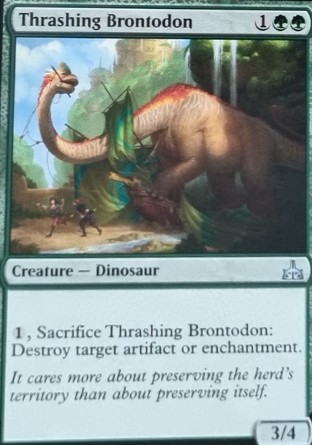 Thrashing Brontodon 1
Creature — Dinosaur
1, Sacrifice Thrashing Brontodon:
Destroy target artifact or enchantment.
It cares more about preserving the herd's
territory than about preserving itself.
3/4